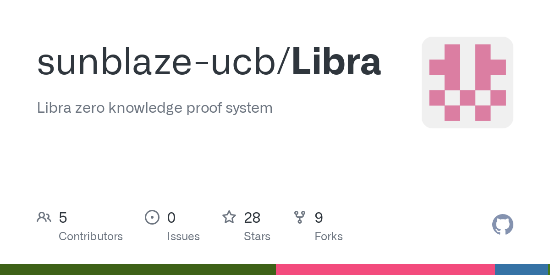 sunblaze-ucb/Libra
Libra zero knowledge proof system
5 0 28 9
Contributors Issues Stars Forks